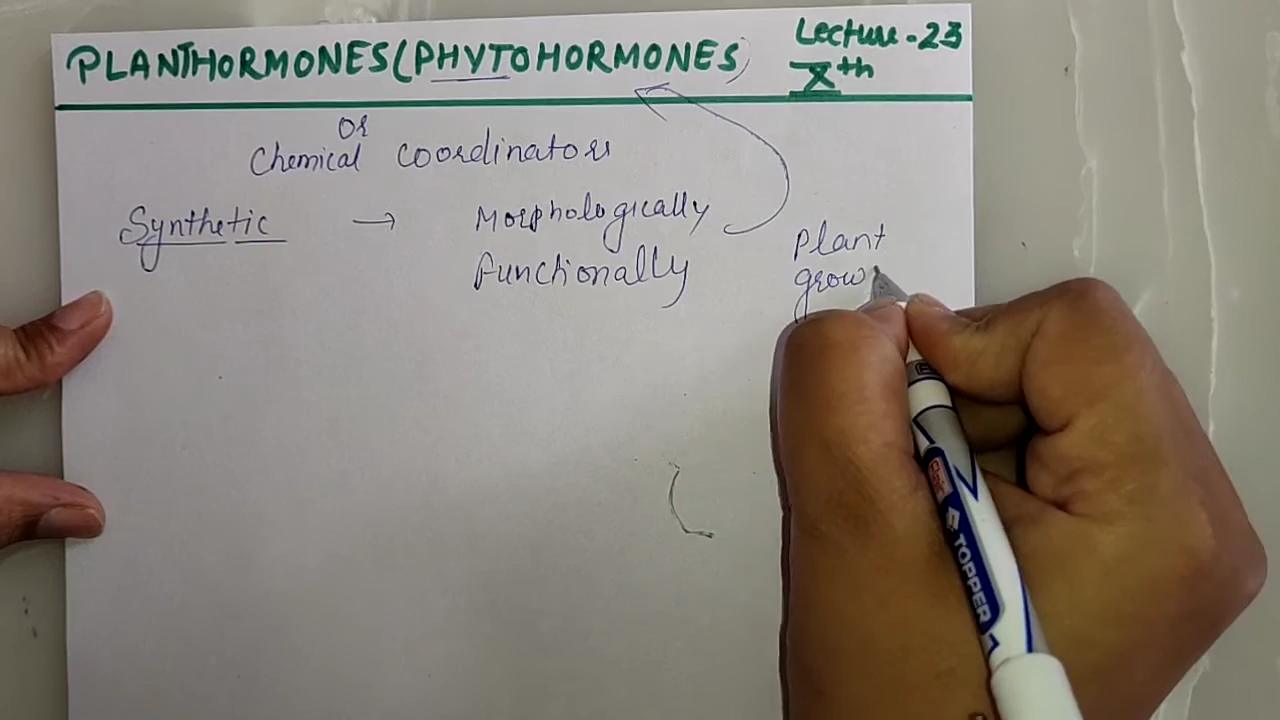 PLANTHORMONES (PHYTOHORMONES)
Lecture-23
Xth
Or
Chemical coordinators
Synthetic → Morphologically
functionally
Plant
grow
TOPPER